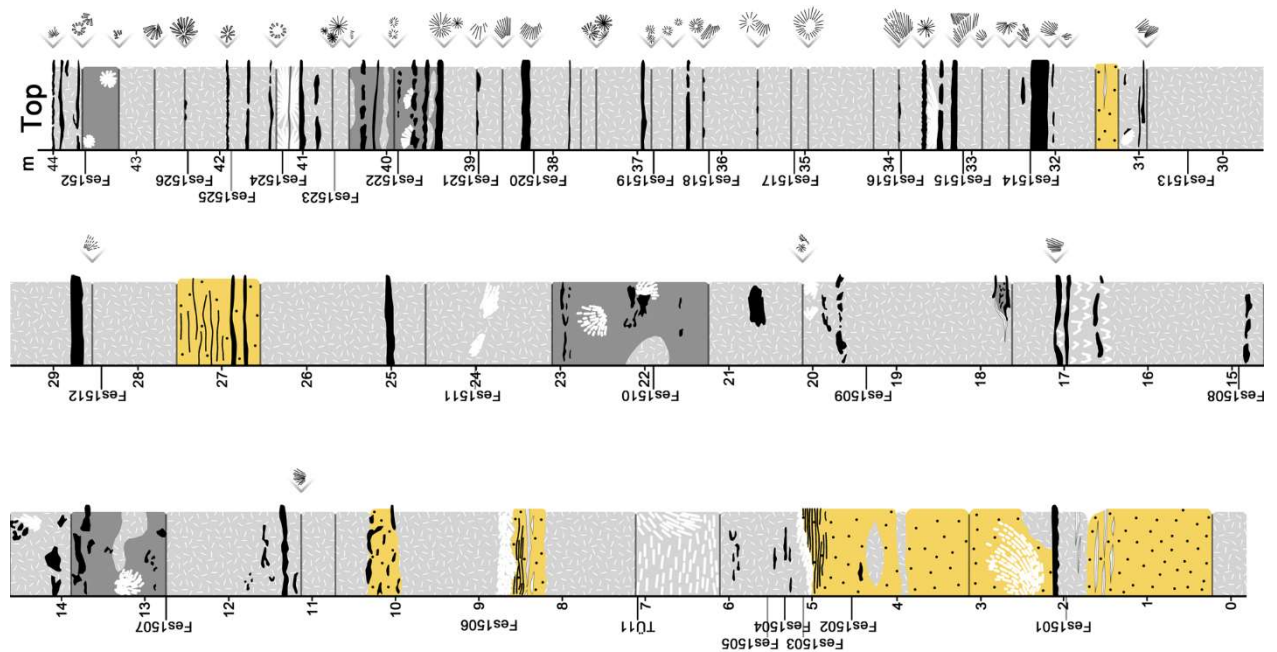 Top
m
44 43 42 41 40 39 38 37 36 35 34 33 32 31 30
Fes152 Fes1526 Fes1525 Fes1524 Fes1523 Fes1522 Fes1521 Fes1520 Fes1519 Fes1518 Fes1517 Fes1516 Fes1515 Fes1514 Fes1513
29 28 27 26 25 24 23 22 21 20 19 18 17 16 15
Fes1512 Fes1511 Fes1510 Fes1509 Fes1508
14 13 12 11 10 9 8 7 6 5 4 3 2 1 0
Fes1507 Fes1506 TÜ11 Fes1505 Fes1504 Fes1503 Fes1502 Fes1501